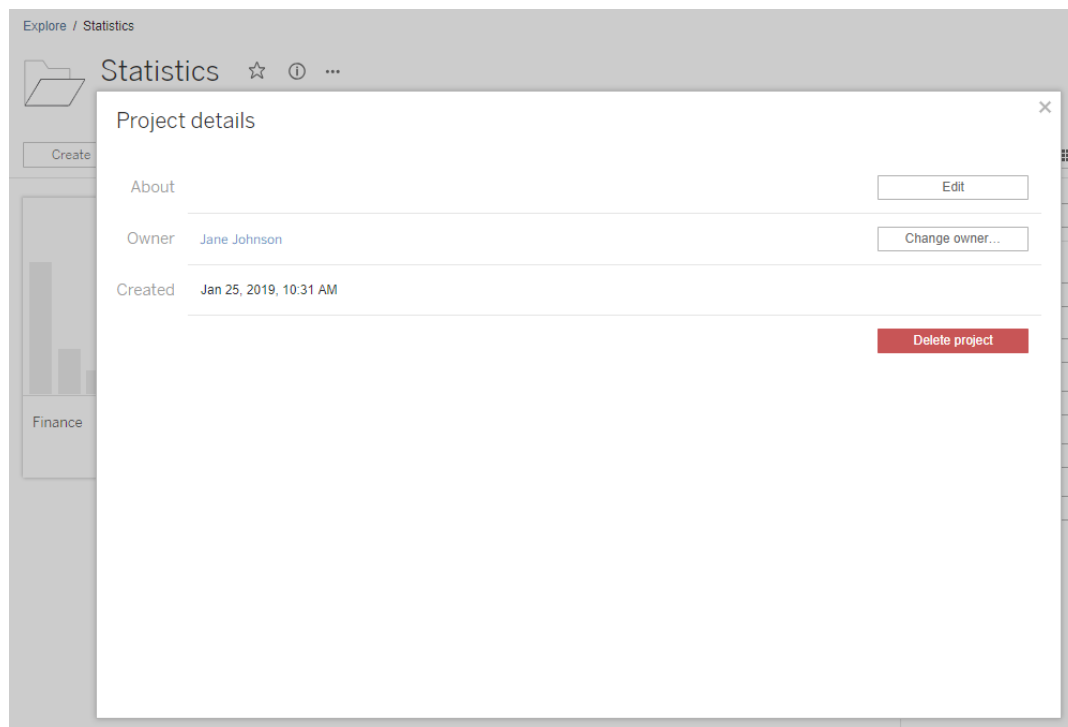 Explore / Statistics
Statistics
Project details
Create
About
Edit
Owner Jane Johnson
Change owner...
Created Jan 25, 2019, 10:31 AM
Delete project
Finance